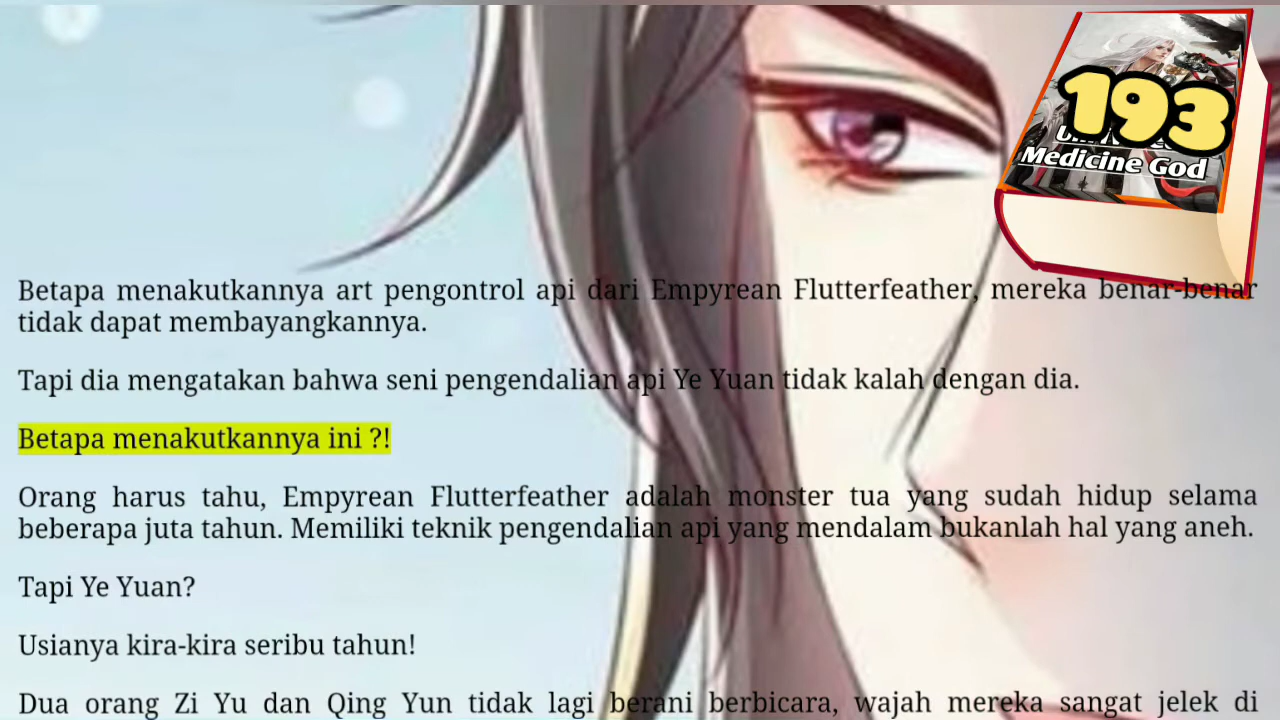 193
Medicine God
Betapa menakutkannya art pengontrol api dari Empyrean Flutterfeather, mereka benar-benar
tidak dapat membayangkannya.
Tapi dia mengatakan bahwa seni pengendalian api Ye Yuan tidak kalah dengan dia.
Betapa menakutkannya ini ?!
Orang harus tahu, Empyrean Flutterfeather adalah monster tua yang sudah hidup selama
beberapa juta tahun. Memiliki teknik pengendalian api yang mendalam bukanlah hal yang aneh.
Tapi Ye Yuan?
Usianya kira-kira seribu tahun!
Dua orang Zi Yu dan Qing Yun tidak lagi berani berbicara, wajah mereka sangat jelek di